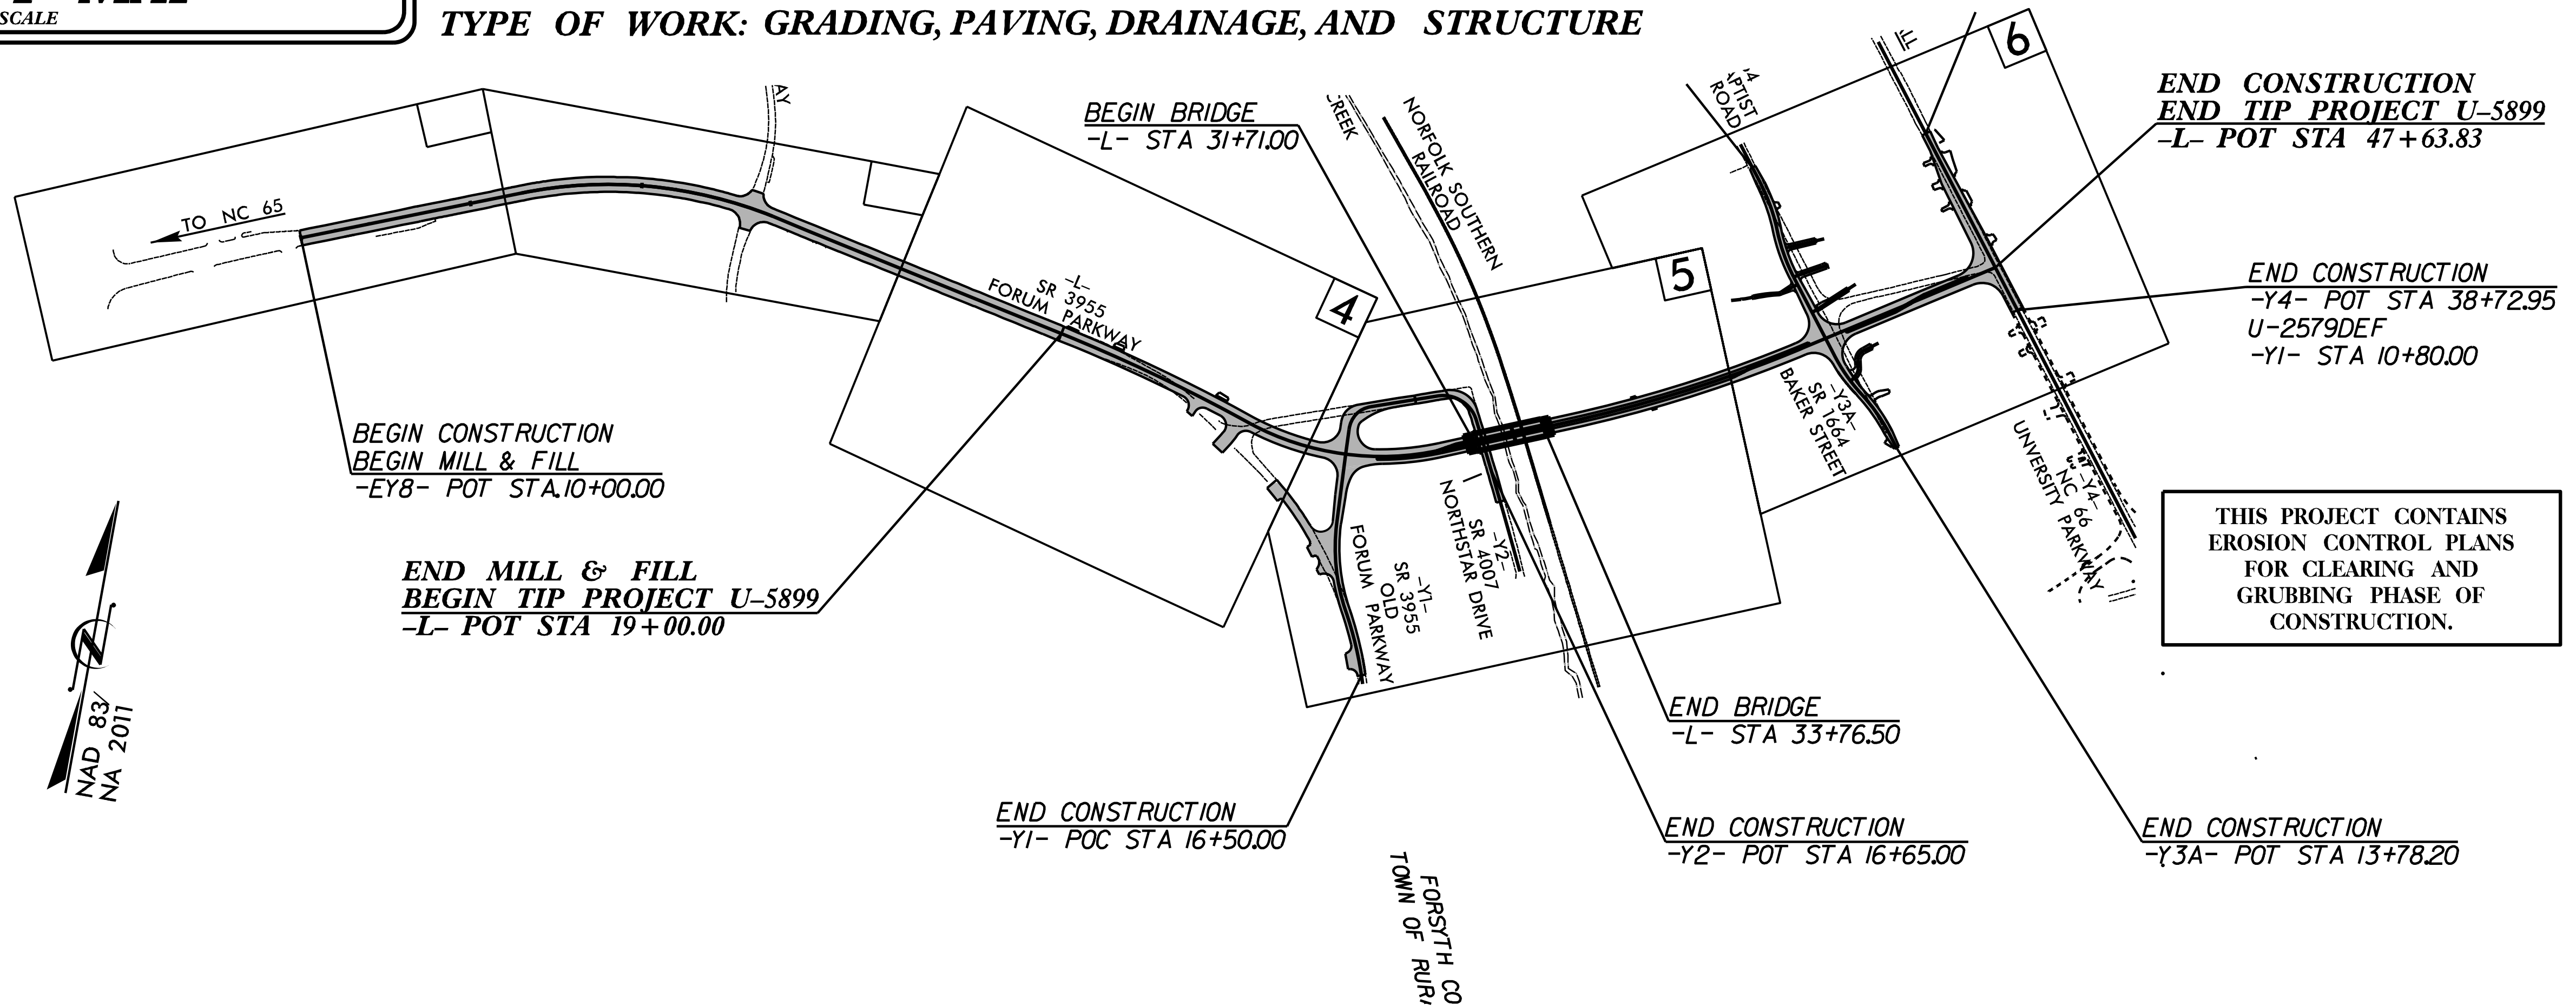 SCALE
TYPE OF WORK: GRADING, PAVING, DRAINAGE, AND STRUCTURE
6
END CONSTRUCTION
END TIP PROJECT U-5899
-L- POT STA 47+63.83
BEGIN BRIDGE
-L- STA 31+71.00
CREEK
NORFOLK SOUTHERN
RAILROAD
ROAD
TO NC 65
-L-
SR 3955
FORUM PARKWAY
4
5
END CONSTRUCTION
-Y4- POT STA 38+72.95
U-2579DEF
-Y1- STA 10+80.00
BEGIN CONSTRUCTION
BEGIN MILL & FILL
-EY8- POT STA.10+00.00
-Y3A-
SR 1664
BAKER STREET
-Y4-
NC 66
UNVERSITY PARKWAY
-Y2-
SR 4007
NORTHSTAR DRIVE
-Y1-
SR 3955
OLD
FORUM PARKWAY
THIS PROJECT CONTAINS
EROSION CONTROL PLANS
FOR CLEARING AND
GRUBBING PHASE OF
CONSTRUCTION.
END MILL & FILL
BEGIN TIP PROJECT U-5899
-L- POT STA 19+00.00
NAD 83/
NA 2011
END BRIDGE
-L- STA 33+76.50
END CONSTRUCTION
-Y1- POC STA 16+50.00
END CONSTRUCTION
-Y2- POT STA 16+65.00
END CONSTRUCTION
-Y3A- POT STA 13+78.20
FORSYTH CO
TOWN OF